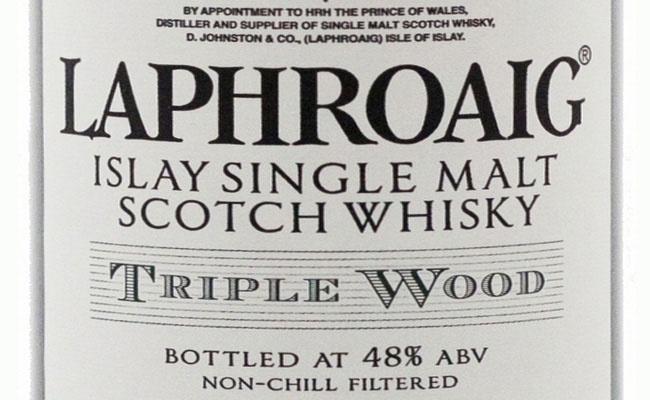 BY APPOINTMENT TO HRH THE PRINCE OF WALES,
DISTILLER AND SUPPLIER OF SINGLE MALT SCOTCH WHISKY,
D. JOHNSTON & CO., (LAPHROAIG) ISLE OF ISLAY.
LAPHROAIG®
ISLAY SINGLE MALT
SCOTCH WHISKY
TRIPLE WOOD
BOTTLED AT 48% ABV
NON-CHILL FILTERED